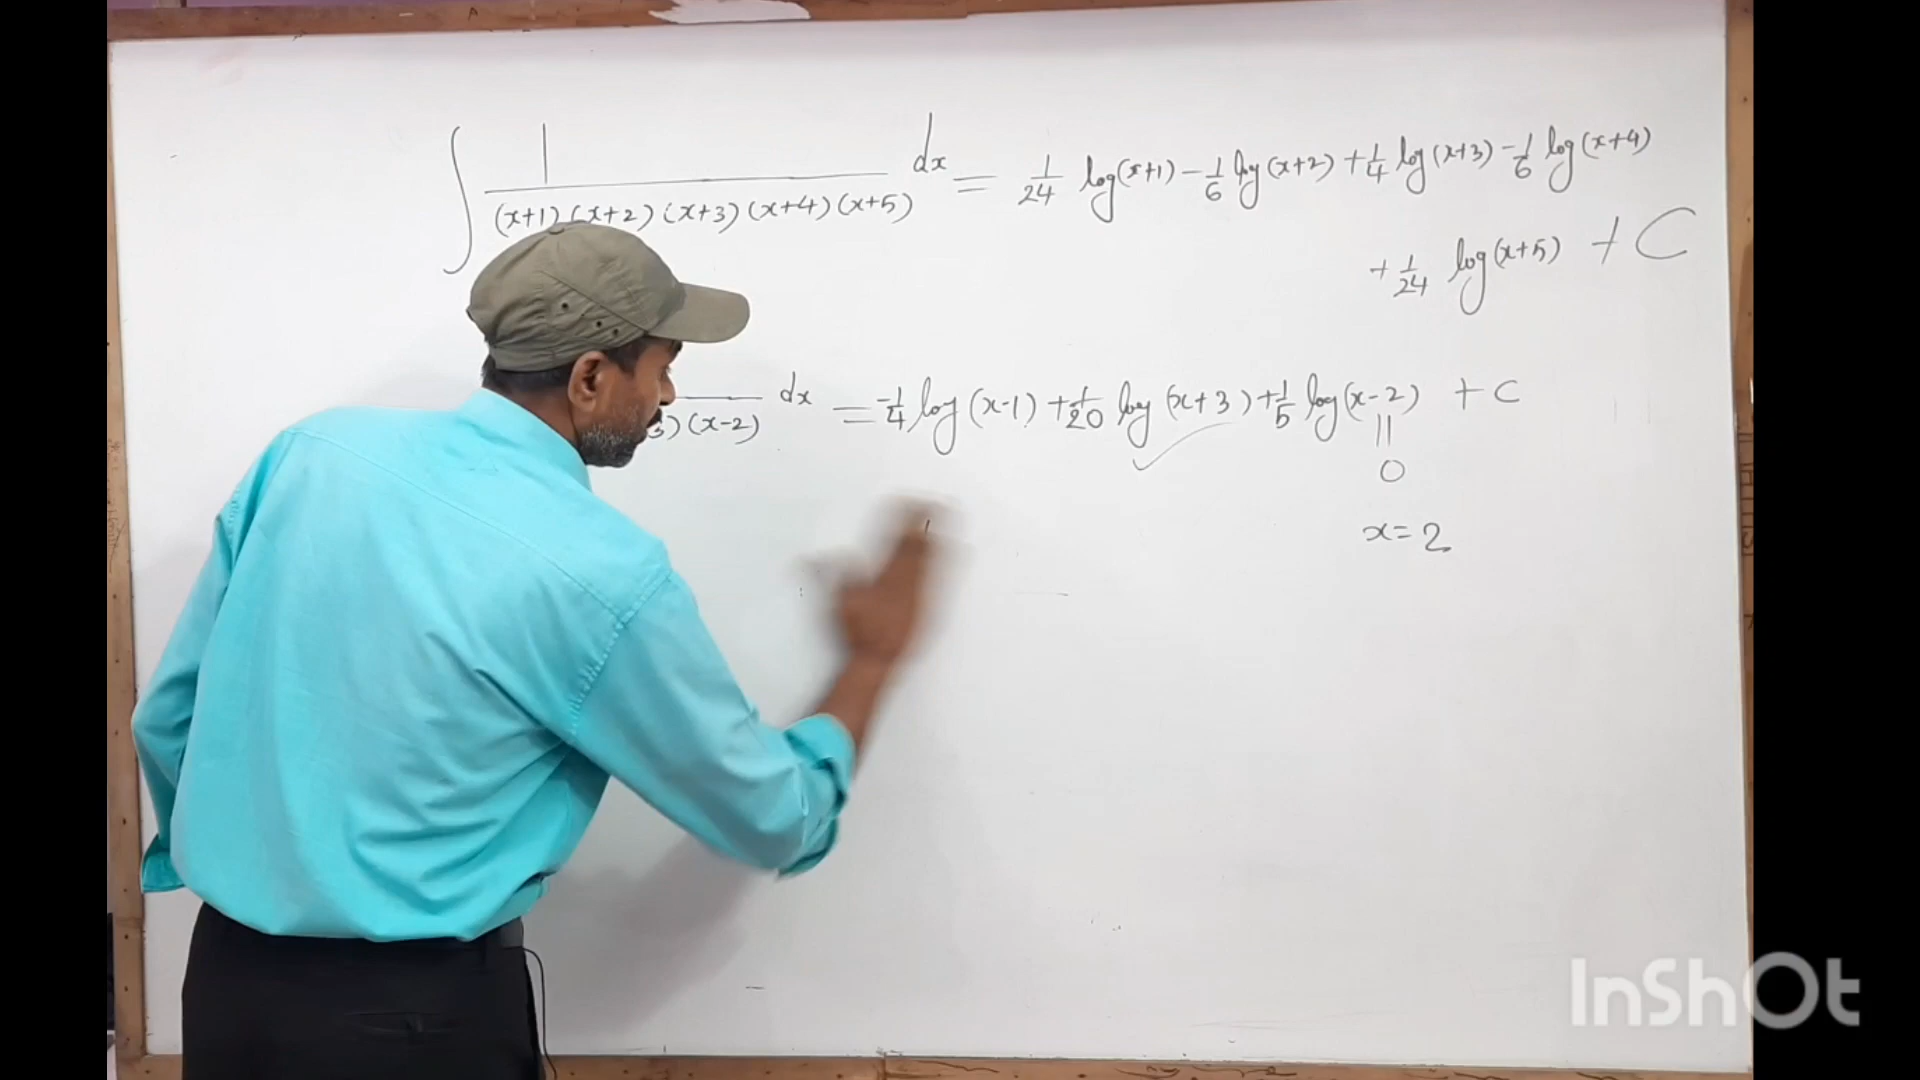 ∫ 1/((x+1)(x+2)(x+3)(x+4)(x+5)) dx = 1/24 log(x+1) - 1/6 log(x+2) + 1/4 log(x+3) - 1/6 log(x+4)
+ 1/24 log(x+5) + C
3)(x-2) dx = -1/4 log(x-1) + 1/20 log(x+3) + 1/5 log(x-2) + C
||
0
x=2
InShOt